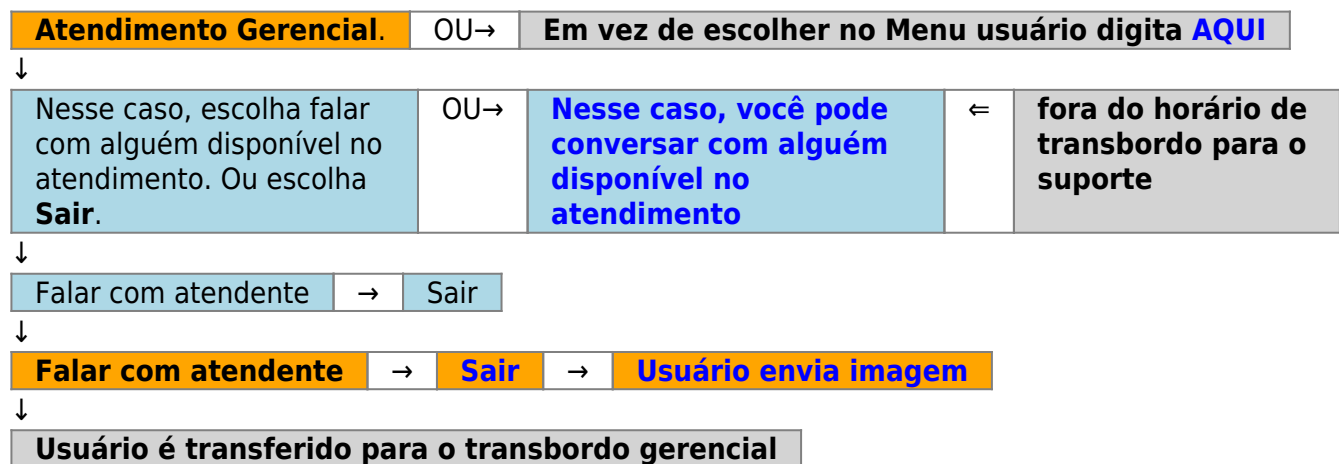 Atendimento Gerencial. OU→ Em vez de escolher no Menu usuário digita AQUI
↓
Nesse caso, escolha falar
com alguém disponível no
atendimento. Ou escolha
Sair.
OU→
Nesse caso, você pode
conversar com alguém
disponível no
atendimento
⇐
fora do horário de
transbordo para o
suporte
↓
Falar com atendente → Sair
↓
Falar com atendente → Sair → Usuário envia imagem
↓
Usuário é transferido para o transbordo gerencial